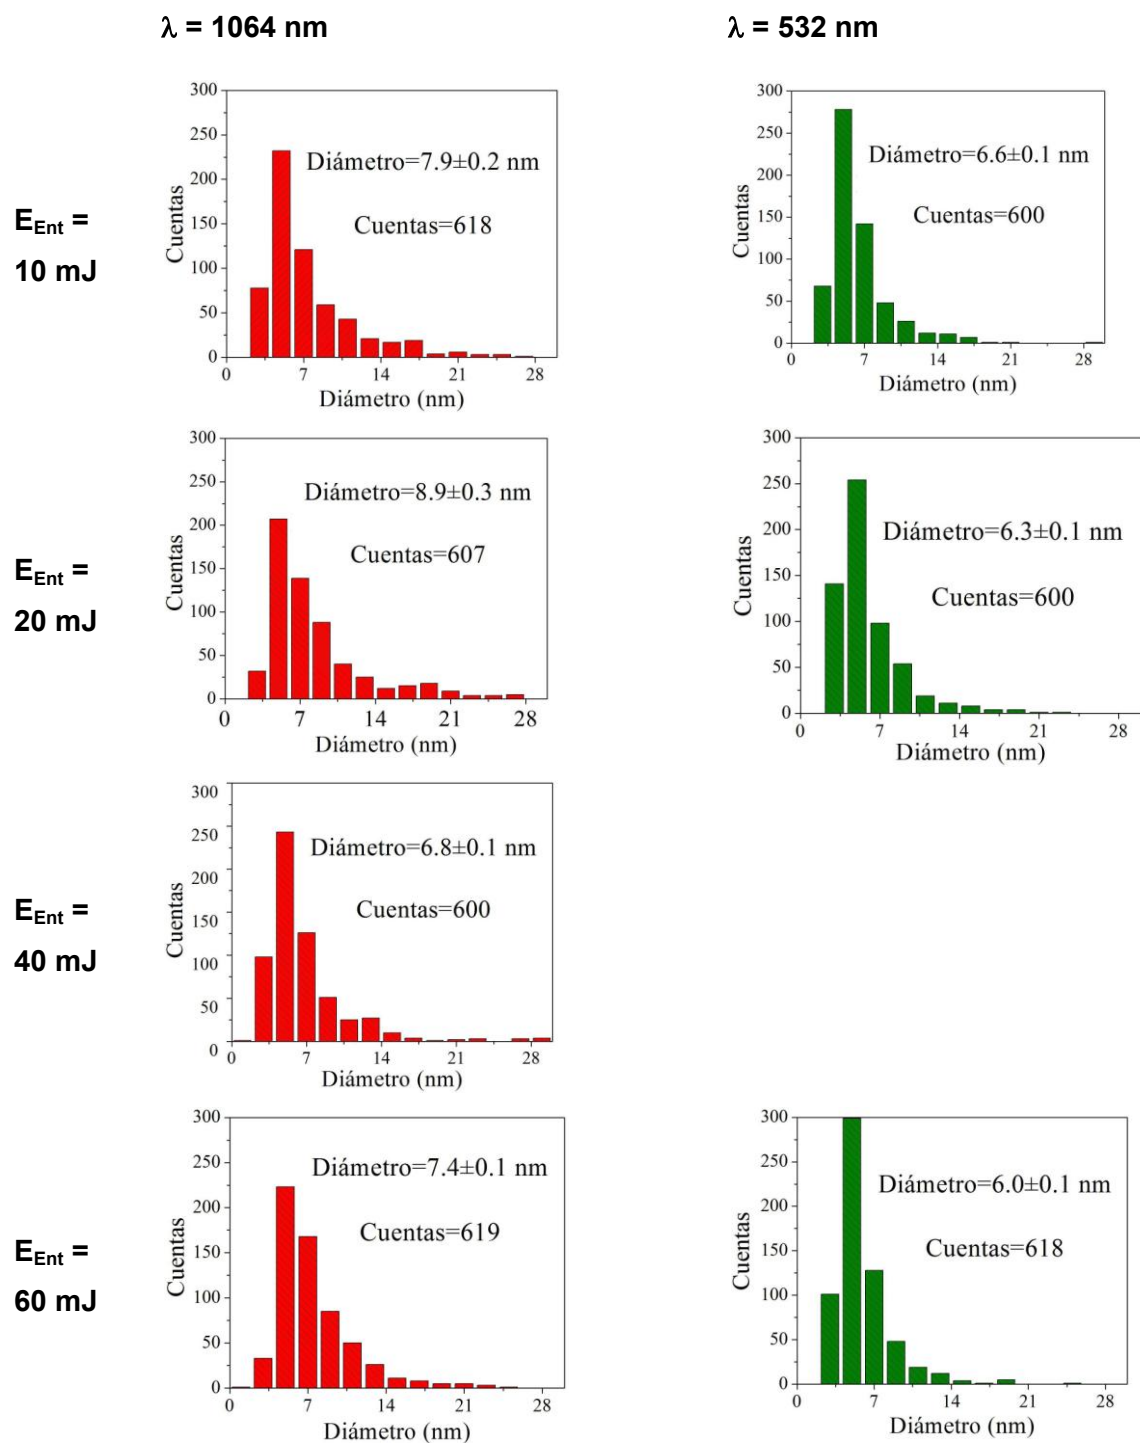 λ = 1064 nm
λ = 532 nm
E_Ent =
10 mJ
300
250
200
150
100
50
0
Cuentas
Diámetro=7.9±0.2 nm
Cuentas=618
0 7 14 21 28
Diámetro (nm)
300
250
200
150
100
50
0
Cuentas
Diámetro=6.6±0.1 nm
Cuentas=600
0 7 14 21 28
Diámetro (nm)
E_Ent =
20 mJ
300
250
200
150
100
50
0
Cuentas
Diámetro=8.9±0.3 nm
Cuentas=607
0 7 14 21 28
Diámetro (nm)
300
250
200
150
100
50
0
Cuentas
Diámetro=6.3±0.1 nm
Cuentas=600
0 7 14 21 28
Diámetro (nm)
E_Ent =
40 mJ
300
250
200
150
100
50
0
Cuentas
Diámetro=6.8±0.1 nm
Cuentas=600
0 7 14 21 28
Diámetro (nm)
E_Ent =
60 mJ
300
250
200
150
100
50
0
Cuentas
Diámetro=7.4±0.1 nm
Cuentas=619
0 7 14 21 28
Diámetro (nm)
300
250
200
150
100
50
0
Cuentas
Diámetro=6.0±0.1 nm
Cuentas=618
0 7 14 21 28
Diámetro (nm)